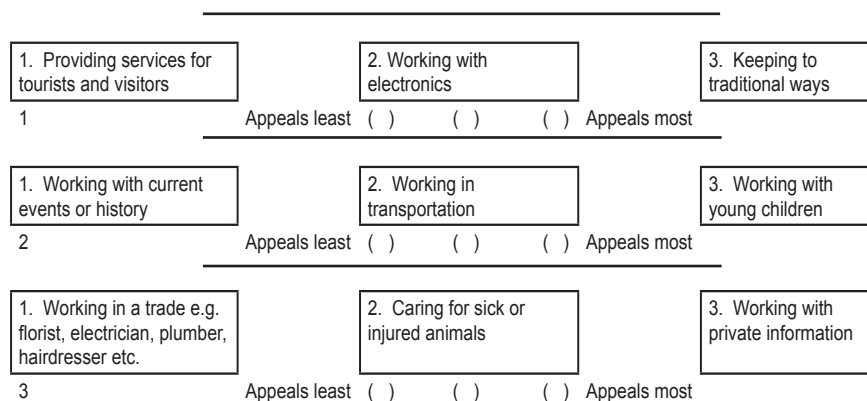 1. Providing services for
tourists and visitors
2. Working with
electronics
3. Keeping to
traditional ways
1 Appeals least ( ) ( ) ( ) Appeals most
1. Working with current
events or history
2. Working in
transportation
3. Working with
young children
2 Appeals least ( ) ( ) ( ) Appeals most
1. Working in a trade e.g.
florist, electrician, plumber,
hairdresser etc.
2. Caring for sick or
injured animals
3. Working with
private information
3 Appeals least ( ) ( ) ( ) Appeals most